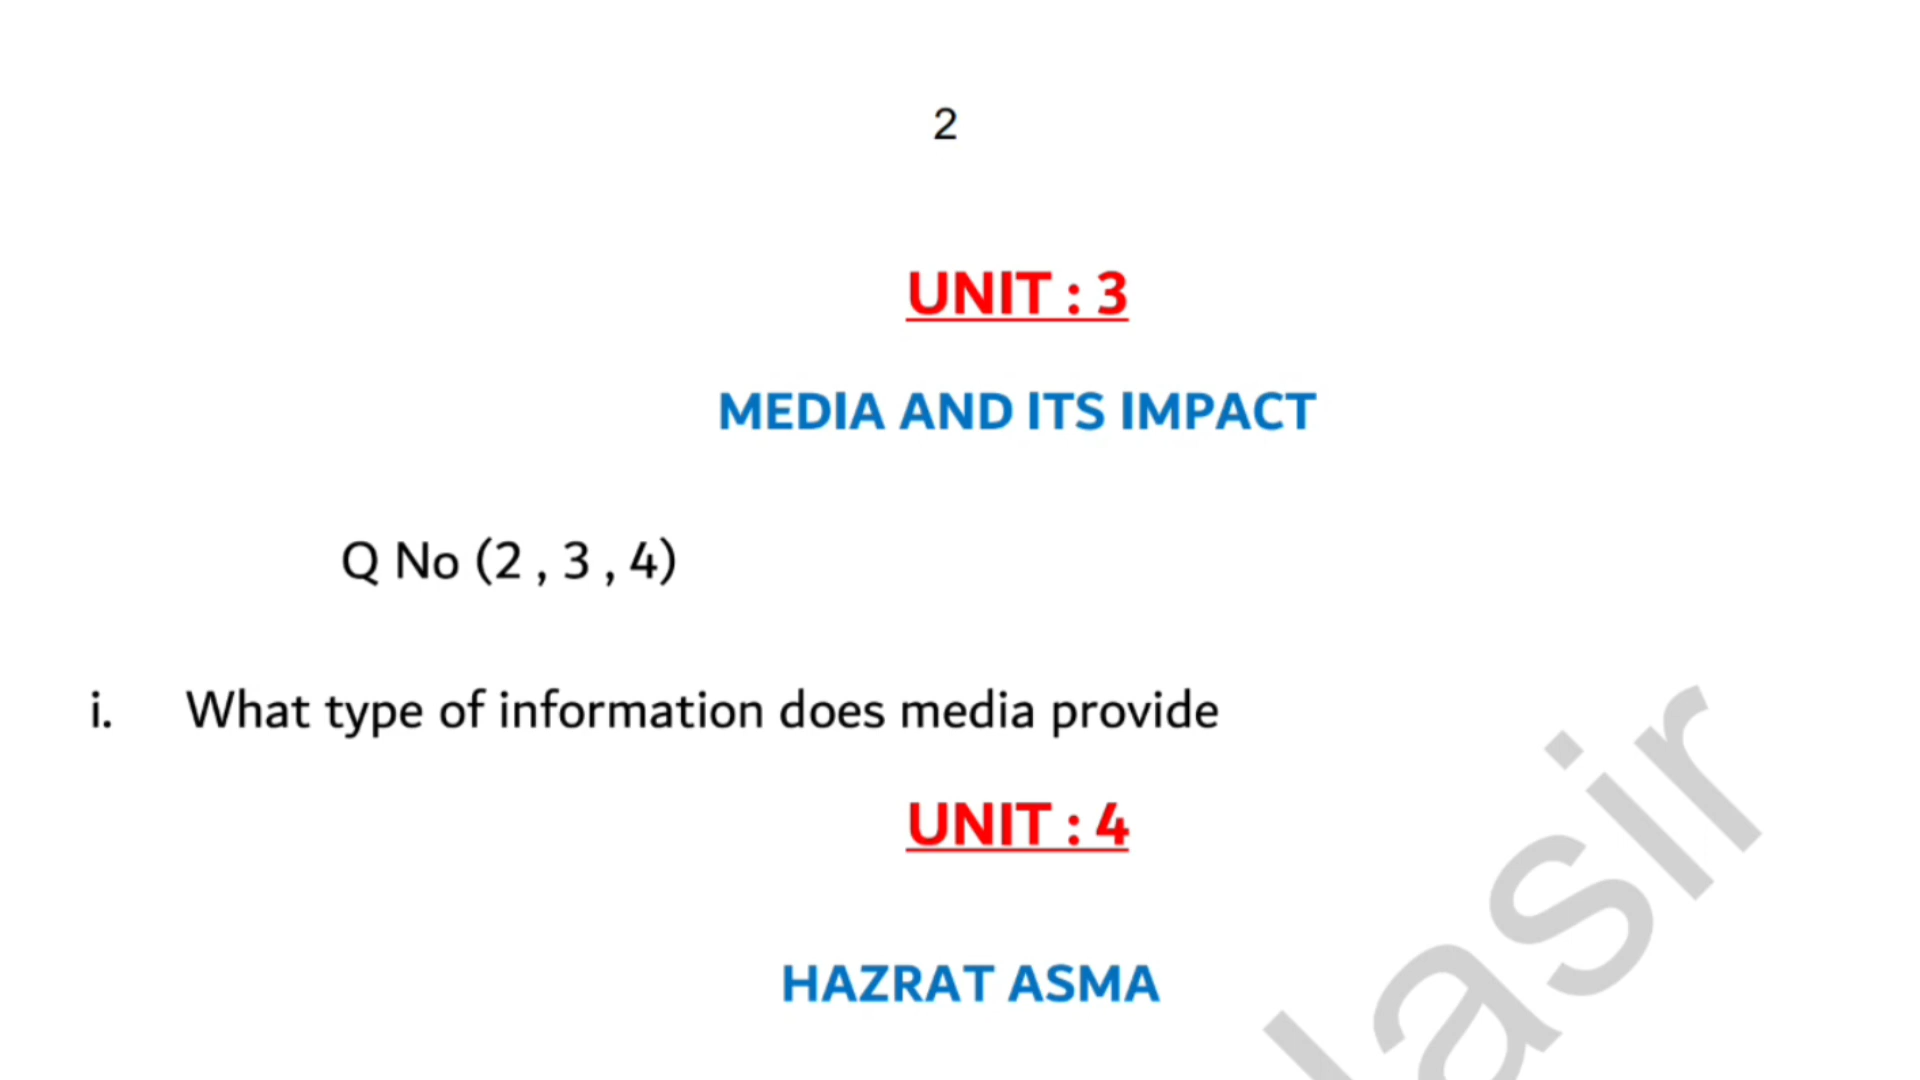 2
UNIT : 3
MEDIA AND ITS IMPACT
Q No (2 , 3 , 4)
i. What type of information does media provide
UNIT : 4
HAZRAT ASMA